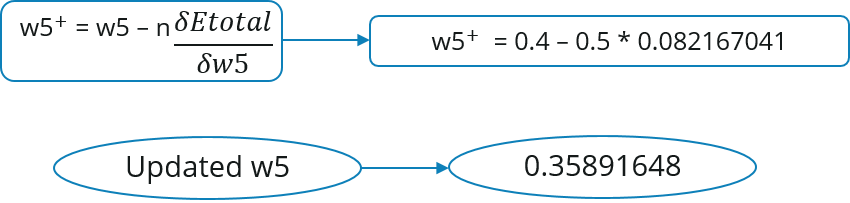 w5⁺ = w5 – n δEtotal / δw5
w5⁺ = 0.4 – 0.5 * 0.082167041
Updated w5
0.35891648